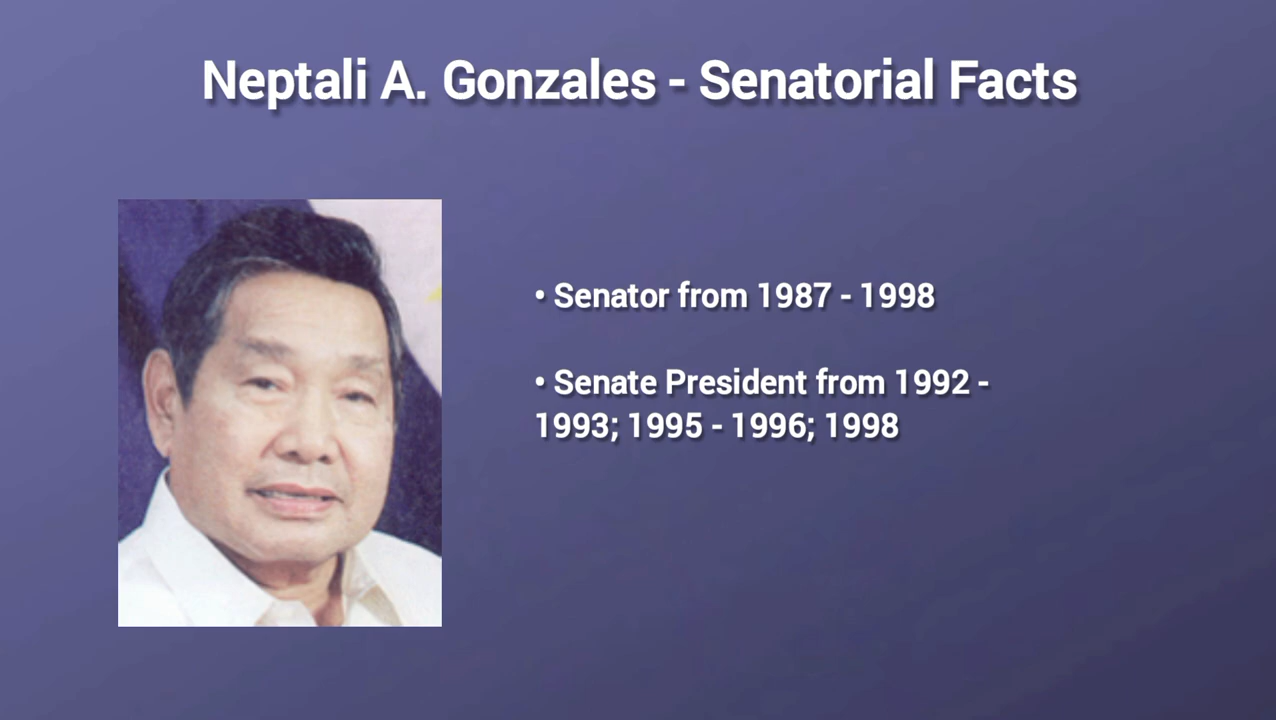 Neptali A. Gonzales - Senatorial Facts
• Senator from 1987 - 1998
• Senate President from 1992 -
1993; 1995 - 1996; 1998